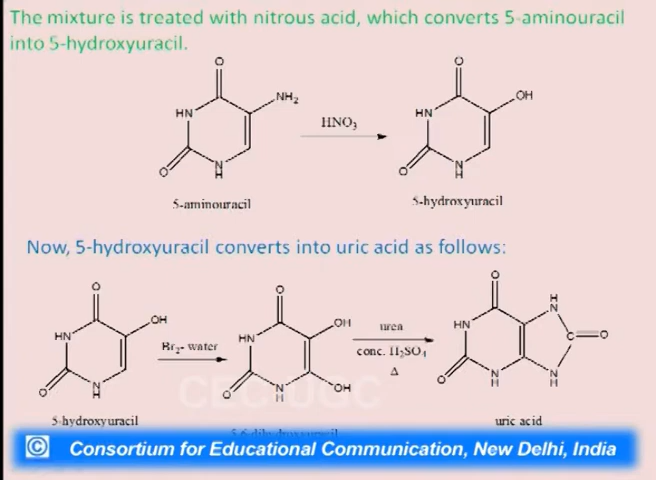 The mixture is treated with nitrous acid, which converts 5-aminouracil
into 5-hydroxyuracil.
O
NH2
HN
HNO3
O
N
H
5-aminouracil
O
OH
HN
O
N
H
5-hydroxyuracil
Now, 5-hydroxyuracil converts into uric acid as follows:
O
OH
HN
Br2- water
O
N
H
5-hydroxyuracil
O
OH
HN
urea
conc. H2SO4
Δ
O
N
H
OH
O
H
N
HN
C
O
O
N
H
N
H
uric acid
CEC-UGC
© Consortium for Educational Communication, New Delhi, India